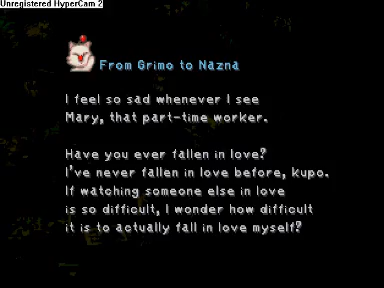 Unregistered HyperCam 2
From Grimo to Nazna
I feel so sad whenever I see
Mary, that part-time worker.
Have you ever fallen in love?
I've never fallen in love before, kupo.
If watching someone else in love
is so difficult, I wonder how difficult
it is to actually fall in love myself?